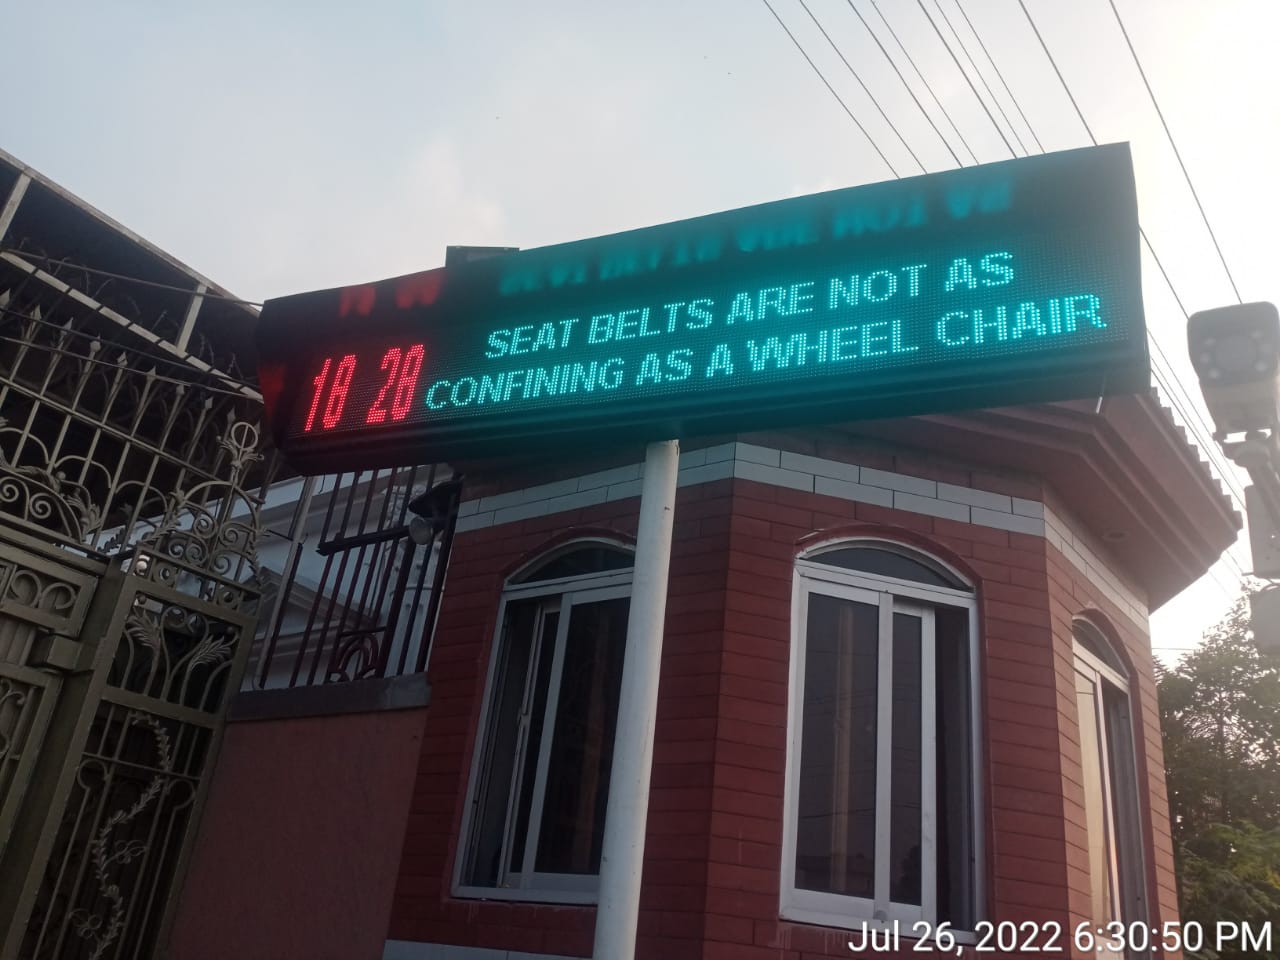 18 28
SEAT BELTS ARE NOT AS
CONFINING AS A WHEEL CHAIR
Jul 26, 2022 6:30:50 PM